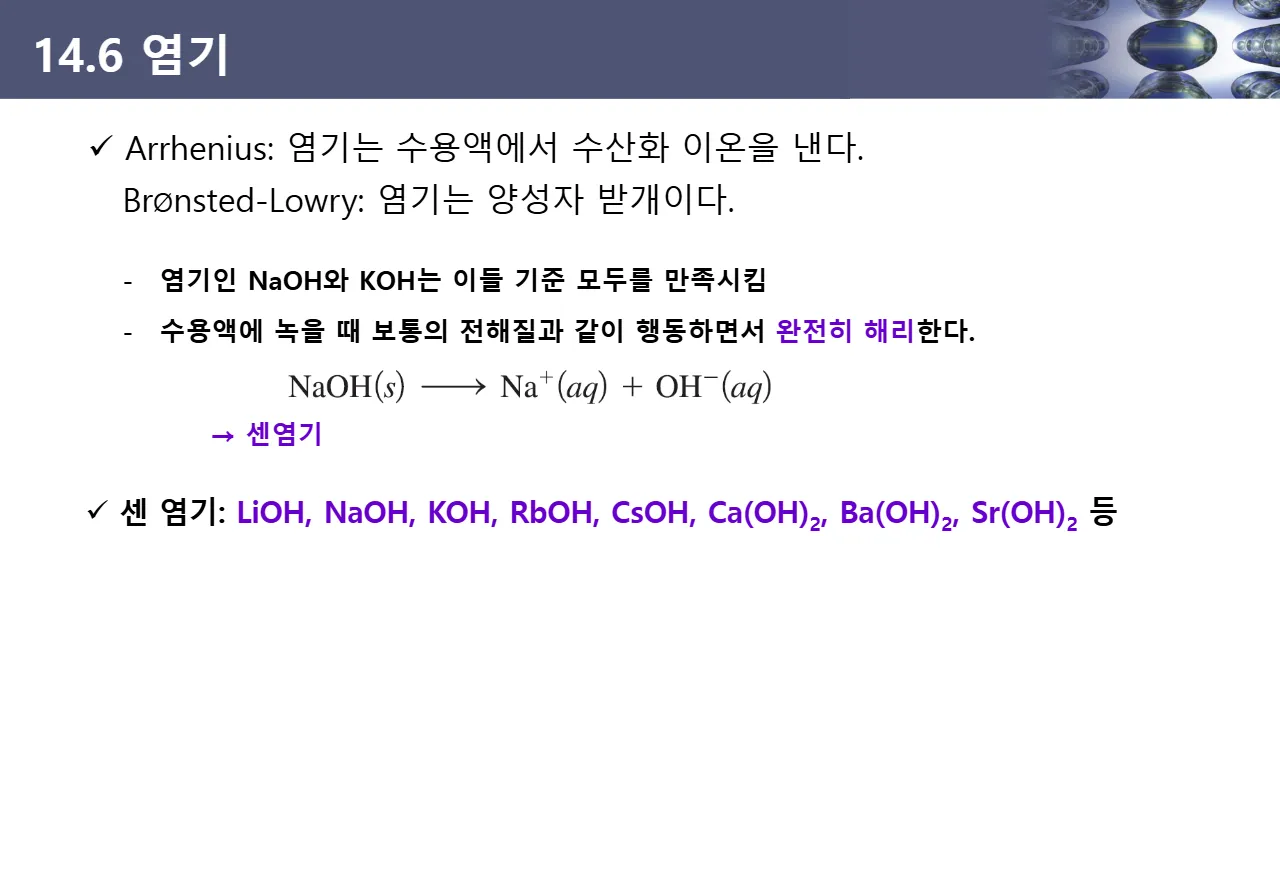 14.6 염기
✓ Arrhenius: 염기는 수용액에서 수산화 이온을 낸다.
BrØnsted-Lowry: 염기는 양성자 받개이다.
- 염기인 NaOH와 KOH는 이들 기준 모두를 만족시킴
- 수용액에 녹을 때 보통의 전해질과 같이 행동하면서 완전히 해리한다.
NaOH(s) ⟶ Na⁺(aq) + OH⁻(aq)
→ 센염기
✓ 센 염기: LiOH, NaOH, KOH, RbOH, CsOH, Ca(OH)₂, Ba(OH)₂, Sr(OH)₂ 등